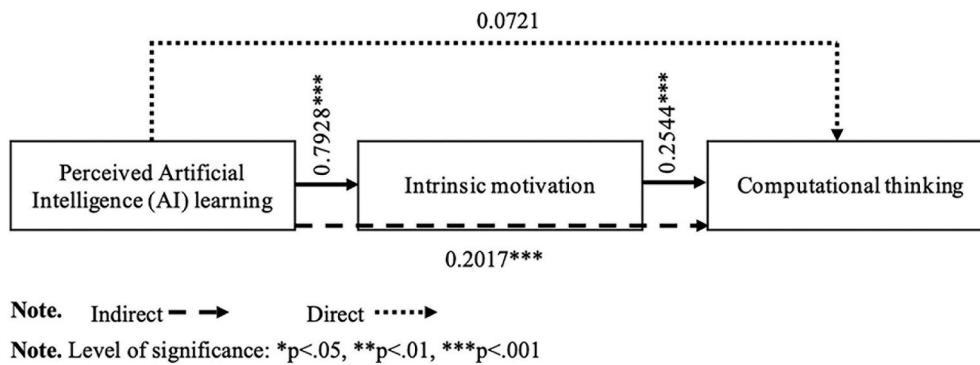 0.0721
0.7928***
0.2544***
Perceived Artificial
Intelligence (AI) learning
Intrinsic motivation
Computational thinking
0.2017***
Note. Indirect Direct
Note. Level of significance: *p<.05, **p<.01, ***p<.001